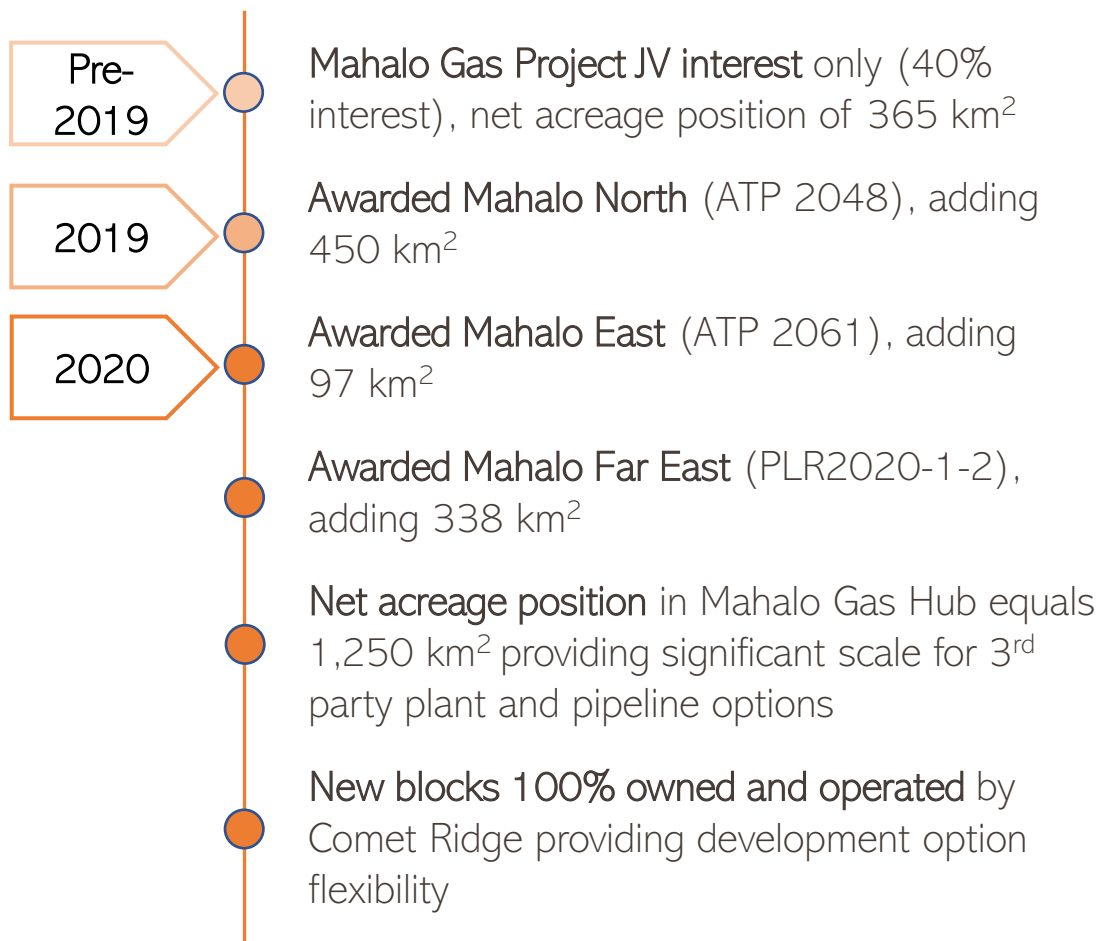 Pre-
2019
Mahalo Gas Project JV interest only (40%
interest), net acreage position of 365 km²
2019
Awarded Mahalo North (ATP 2048), adding
450 km²
2020
Awarded Mahalo East (ATP 2061), adding
97 km²
Awarded Mahalo Far East (PLR2020-1-2),
adding 338 km²
Net acreage position in Mahalo Gas Hub equals
1,250 km² providing significant scale for 3rd
party plant and pipeline options
New blocks 100% owned and operated by
Comet Ridge providing development option
flexibility